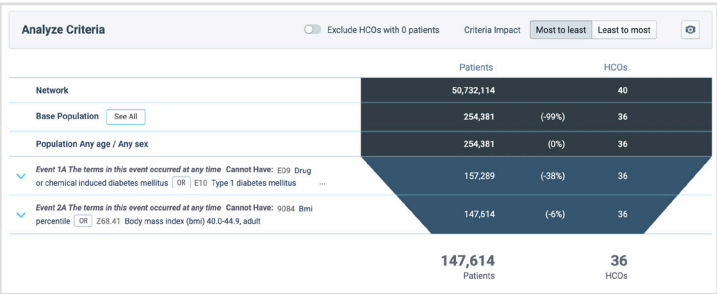 Analyze Criteria Exclude HCOs with 0 patients Criteria Impact Most to least Least to most
Patients HCOs
Network 50,732,114 40
Base Population See All 254,381 (-99%) 36
Population Any age / Any sex 254,381 (0%) 36
Event 1A The terms in this event occurred at any time Cannot Have: E09 Drug
or chemical induced diabetes mellitus OR E10 Type 1 diabetes mellitus ... 157,289 (-38%) 36
Event 2A The terms in this event occurred at any time Cannot Have: 9084 Bmi
percentile OR Z68.41 Body mass index (bmi) 40.0-44.9, adult 147,614 (-6%) 36
147,614 36
Patients HCOs